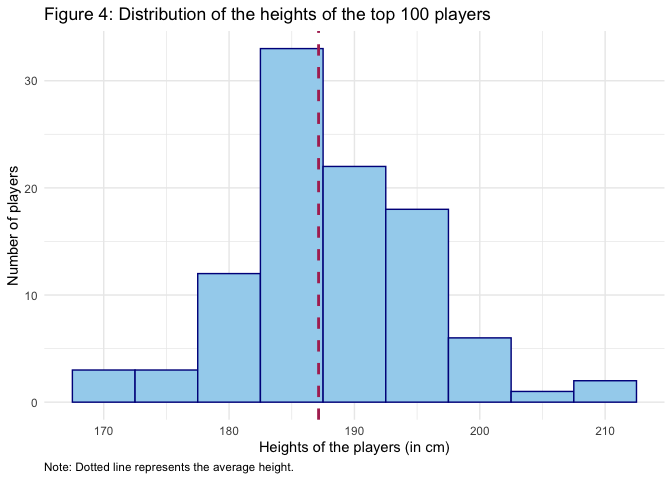 Figure 4: Distribution of the heights of the top 100 players
Number of players
30
20
10
0
170 180 190 200 210
Heights of the players (in cm)
Note: Dotted line represents the average height.